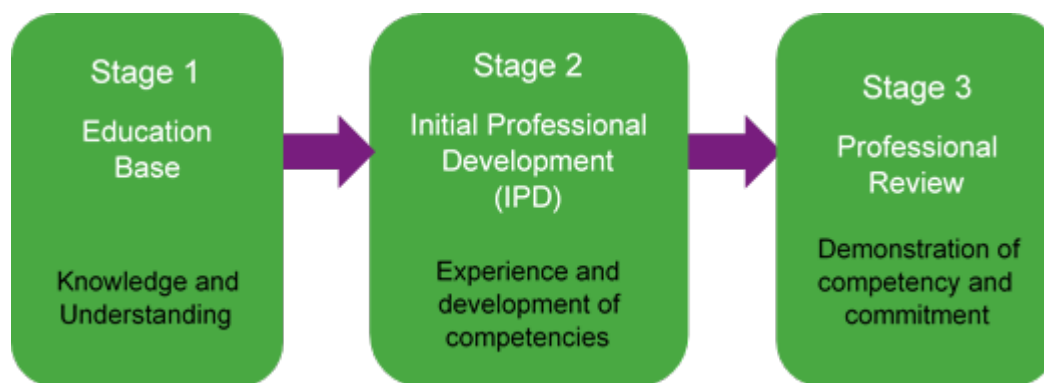 Stage 1
Education
Base
Knowledge and
Understanding
Stage 2
Initial Professional
Development
(IPD)
Experience and
development of
competencies
Stage 3
Professional
Review
Demonstration of
competency and
commitment